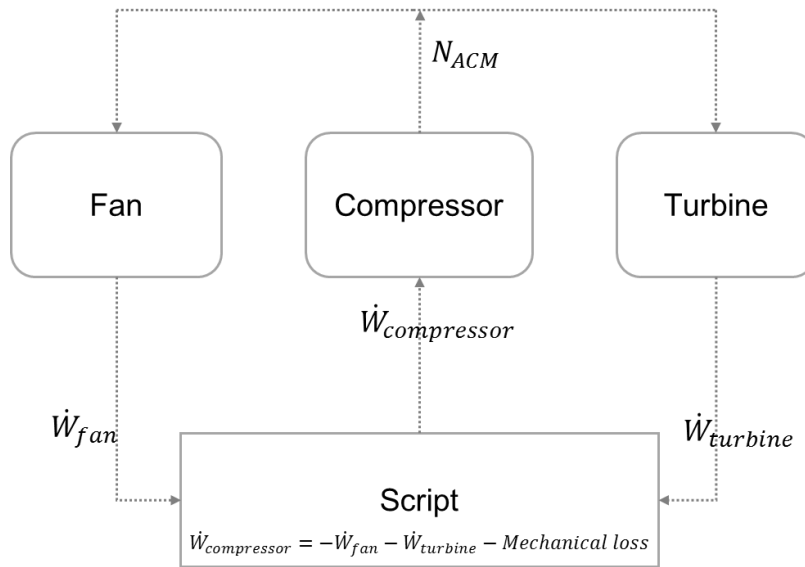 N_ACM
Fan
Compressor
Turbine
Ẇ_compressor
Ẇ_fan
Ẇ_turbine
Script
Ẇ_compressor = −Ẇ_fan − Ẇ_turbine − Mechanical loss